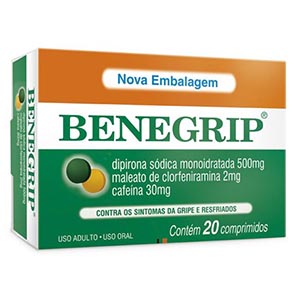 Nova Embalagem
BENEGRIP®
dipirona sódica monoidratada 500mg
maleato de clorfeniramina 2mg
cafeína 30mg
CONTRA OS SINTOMAS DA GRIPE E RESFRIADOS
USO ADULTO • USO ORAL
Contém 20 comprimidos
BENEGRIP